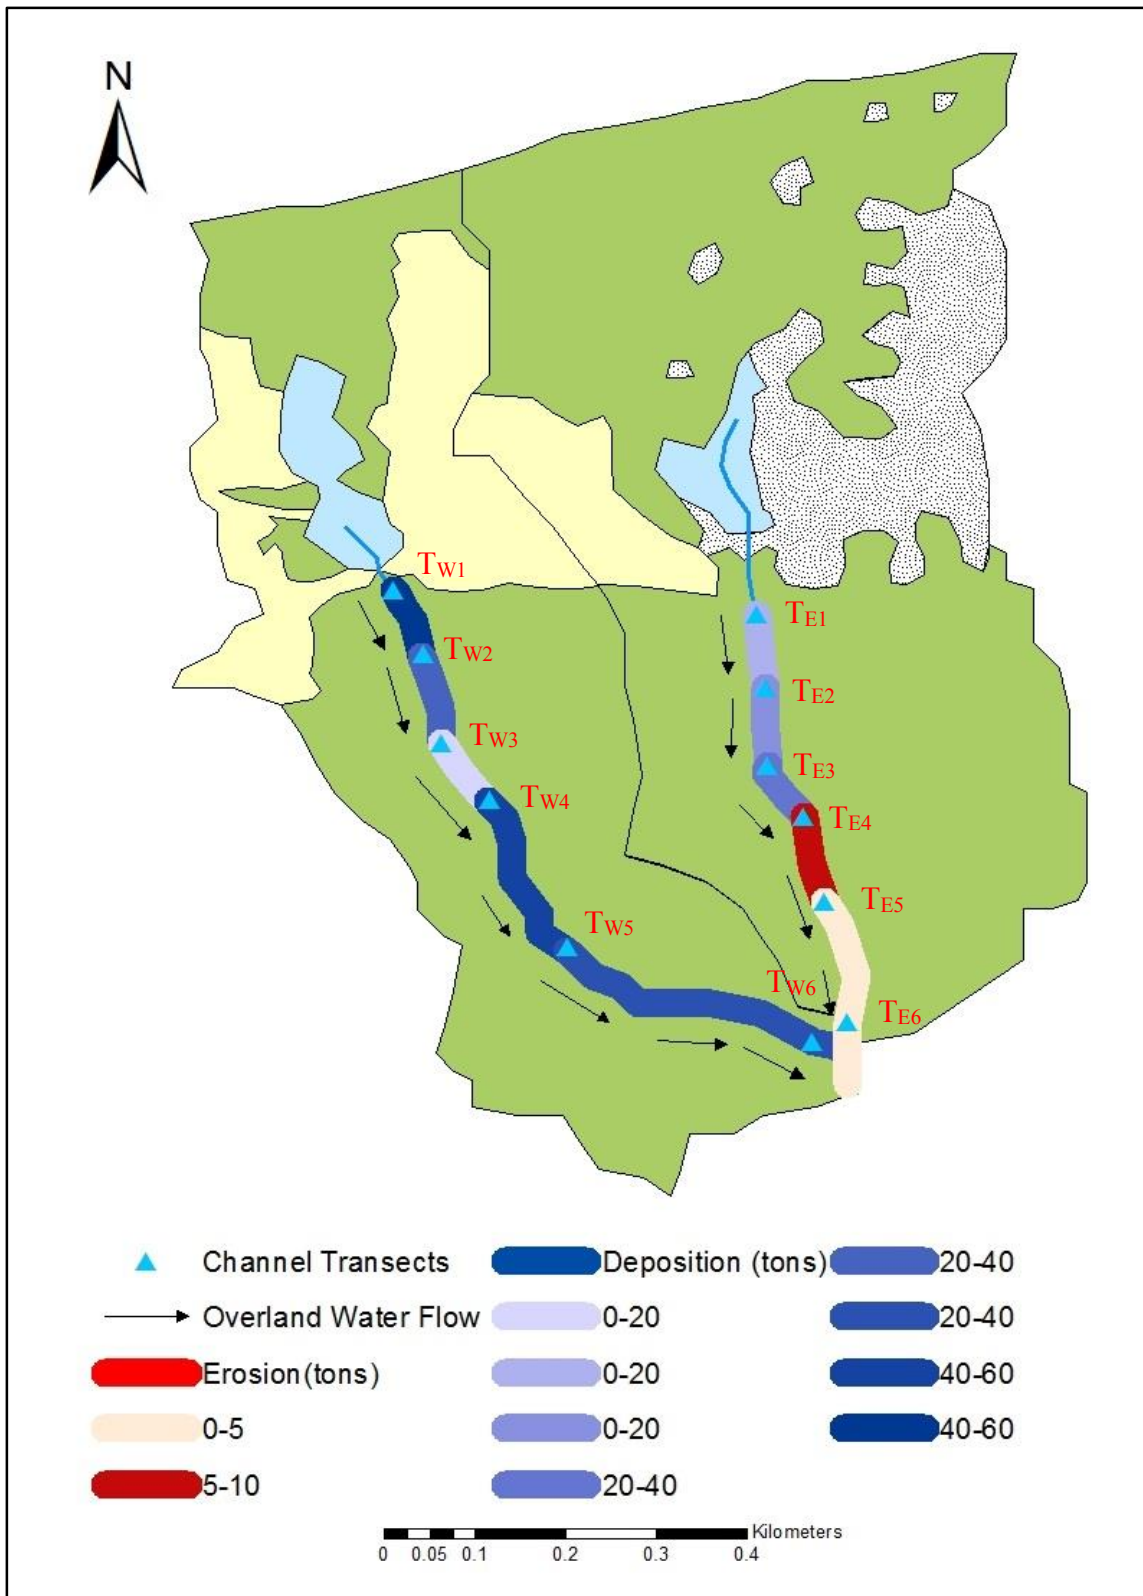 N
TW1
TE1
TW2
TE2
TW3
TE3
TW4
TE4
TE5
TW5
TW6
TE6
Channel Transects
Overland Water Flow
Erosion(tons)
0-5
5-10
Deposition (tons)
0-20
0-20
0-20
20-40
20-40
20-40
40-60
40-60
Kilometers
0 0.05 0.1 0.2 0.3 0.4